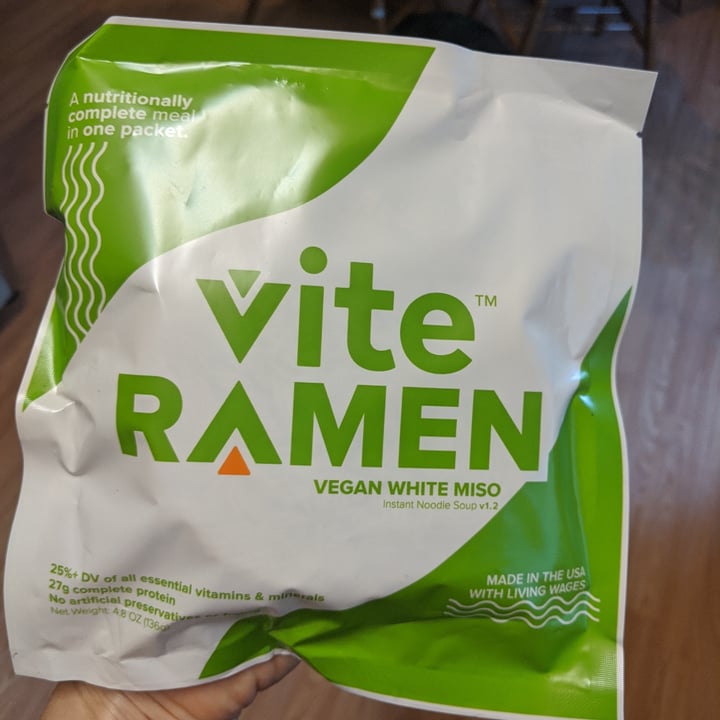 A nutritionally
complete meal
in one packet.
vite™
RAMEN
VEGAN WHITE MISO
Instant Noodle Soup v1.2
25%+ DV of all essential vitamins & minerals
27g complete protein
No artificial preservatives or
Net Weight: 4.8 OZ (136g)
MADE IN THE USA
WITH LIVING WAGES